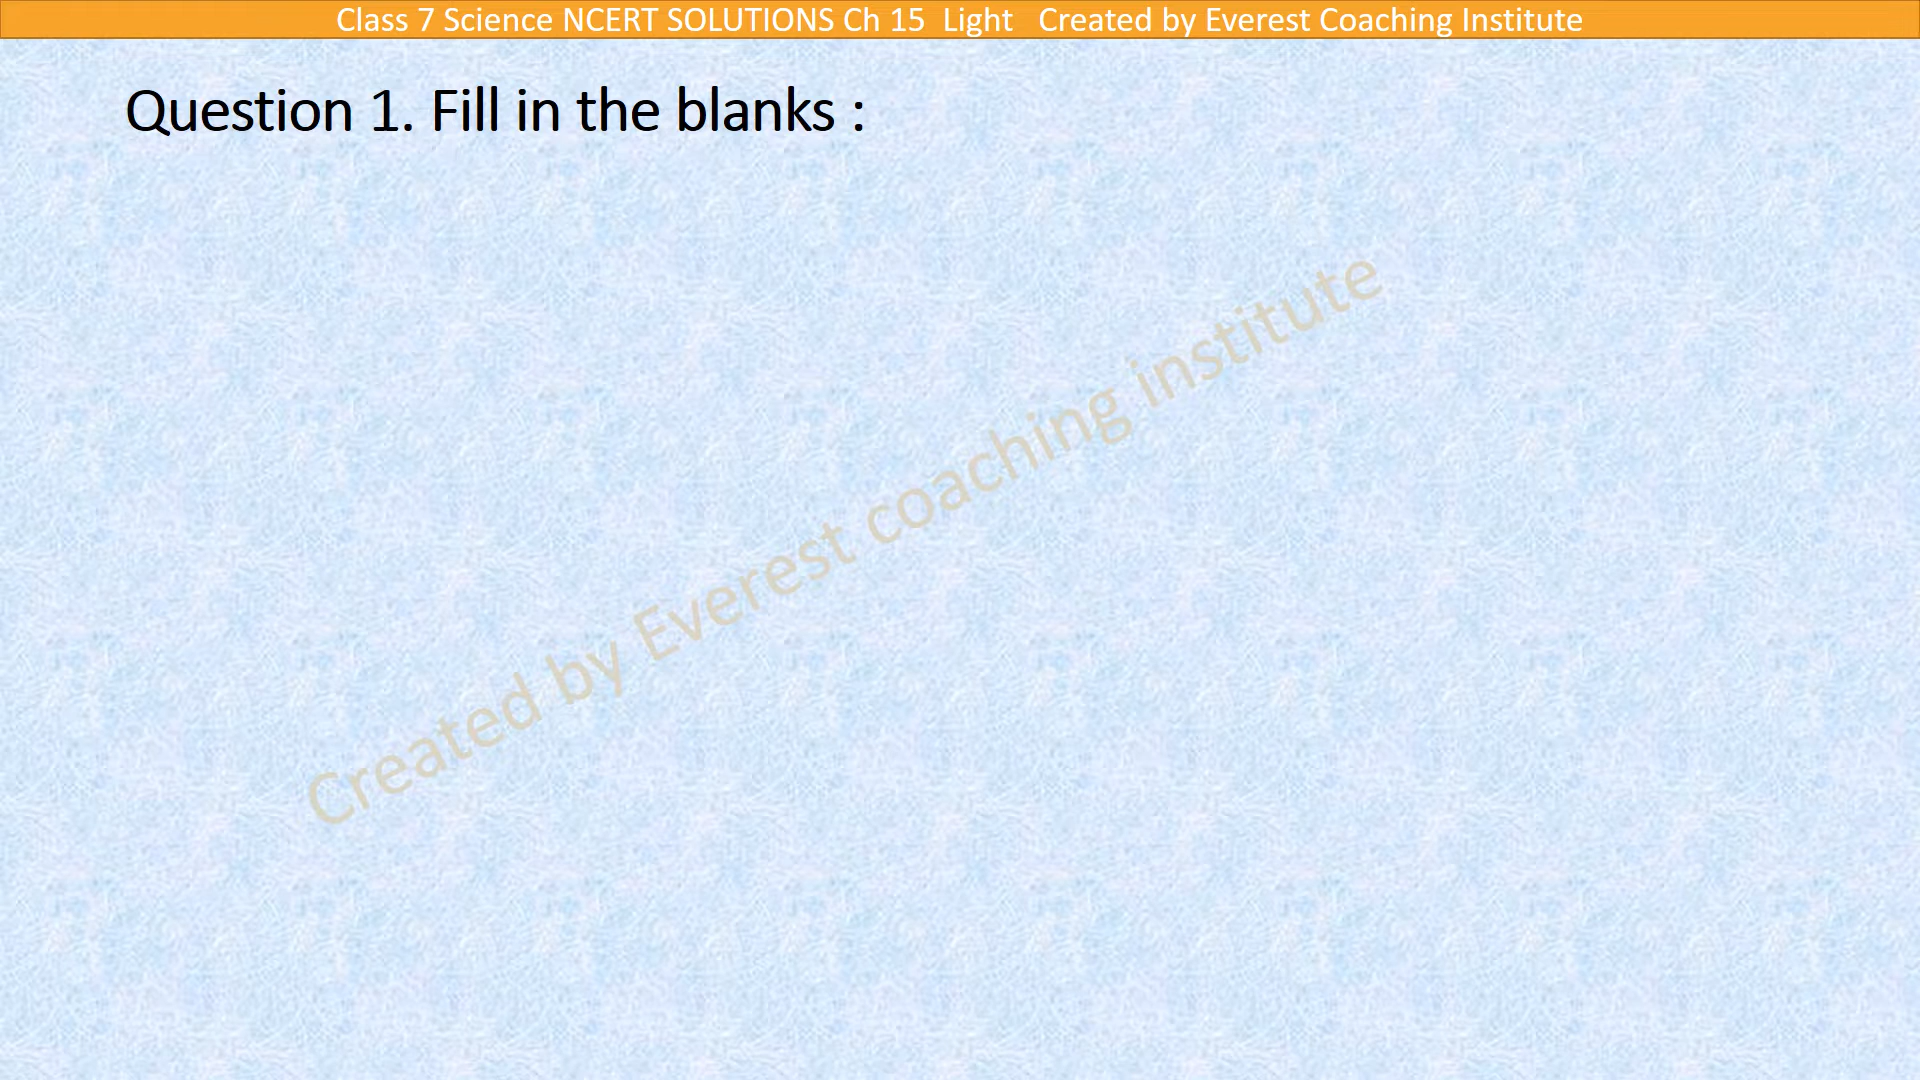 Class 7 Science NCERT SOLUTIONS Ch 15 Light Created by Everest Coaching Institute
Question 1. Fill in the blanks :
Created by Everest coaching institute